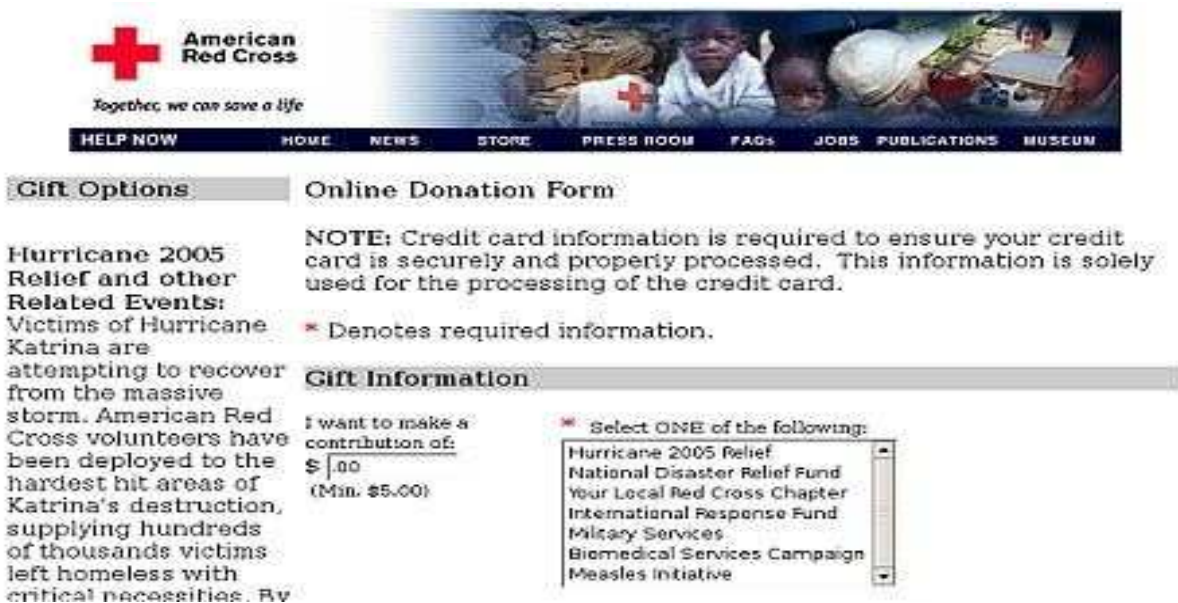 American
Red Cross
Together, we can save a life
HELP NOW HOME NEWS STORE PRESS ROOM FAQs JOBS PUBLICATIONS MUSEUM
Gift Options
Hurricane 2005
Relief and other
Related Events:
Victims of Hurricane
Katrina are
attempting to recover
from the massive
storm. American Red
Cross volunteers have
been deployed to the
hardest hit areas of
Katrina's destruction,
supplying hundreds
of thousands victims
left homeless with
critical necessities. By
Online Donation Form
NOTE: Credit card information is required to ensure your credit
card is securely and properly processed. This information is solely
used for the processing of the credit card.
* Denotes required information.
Gift Information
I want to make a
contribution of:
$ .00
(Min. $5.00)
* Select ONE of the following:
Hurricane 2005 Relief
National Disaster Relief Fund
Your Local Red Cross Chapter
International Response Fund
Military Services
Biomedical Services Campaign
Measles Initiative